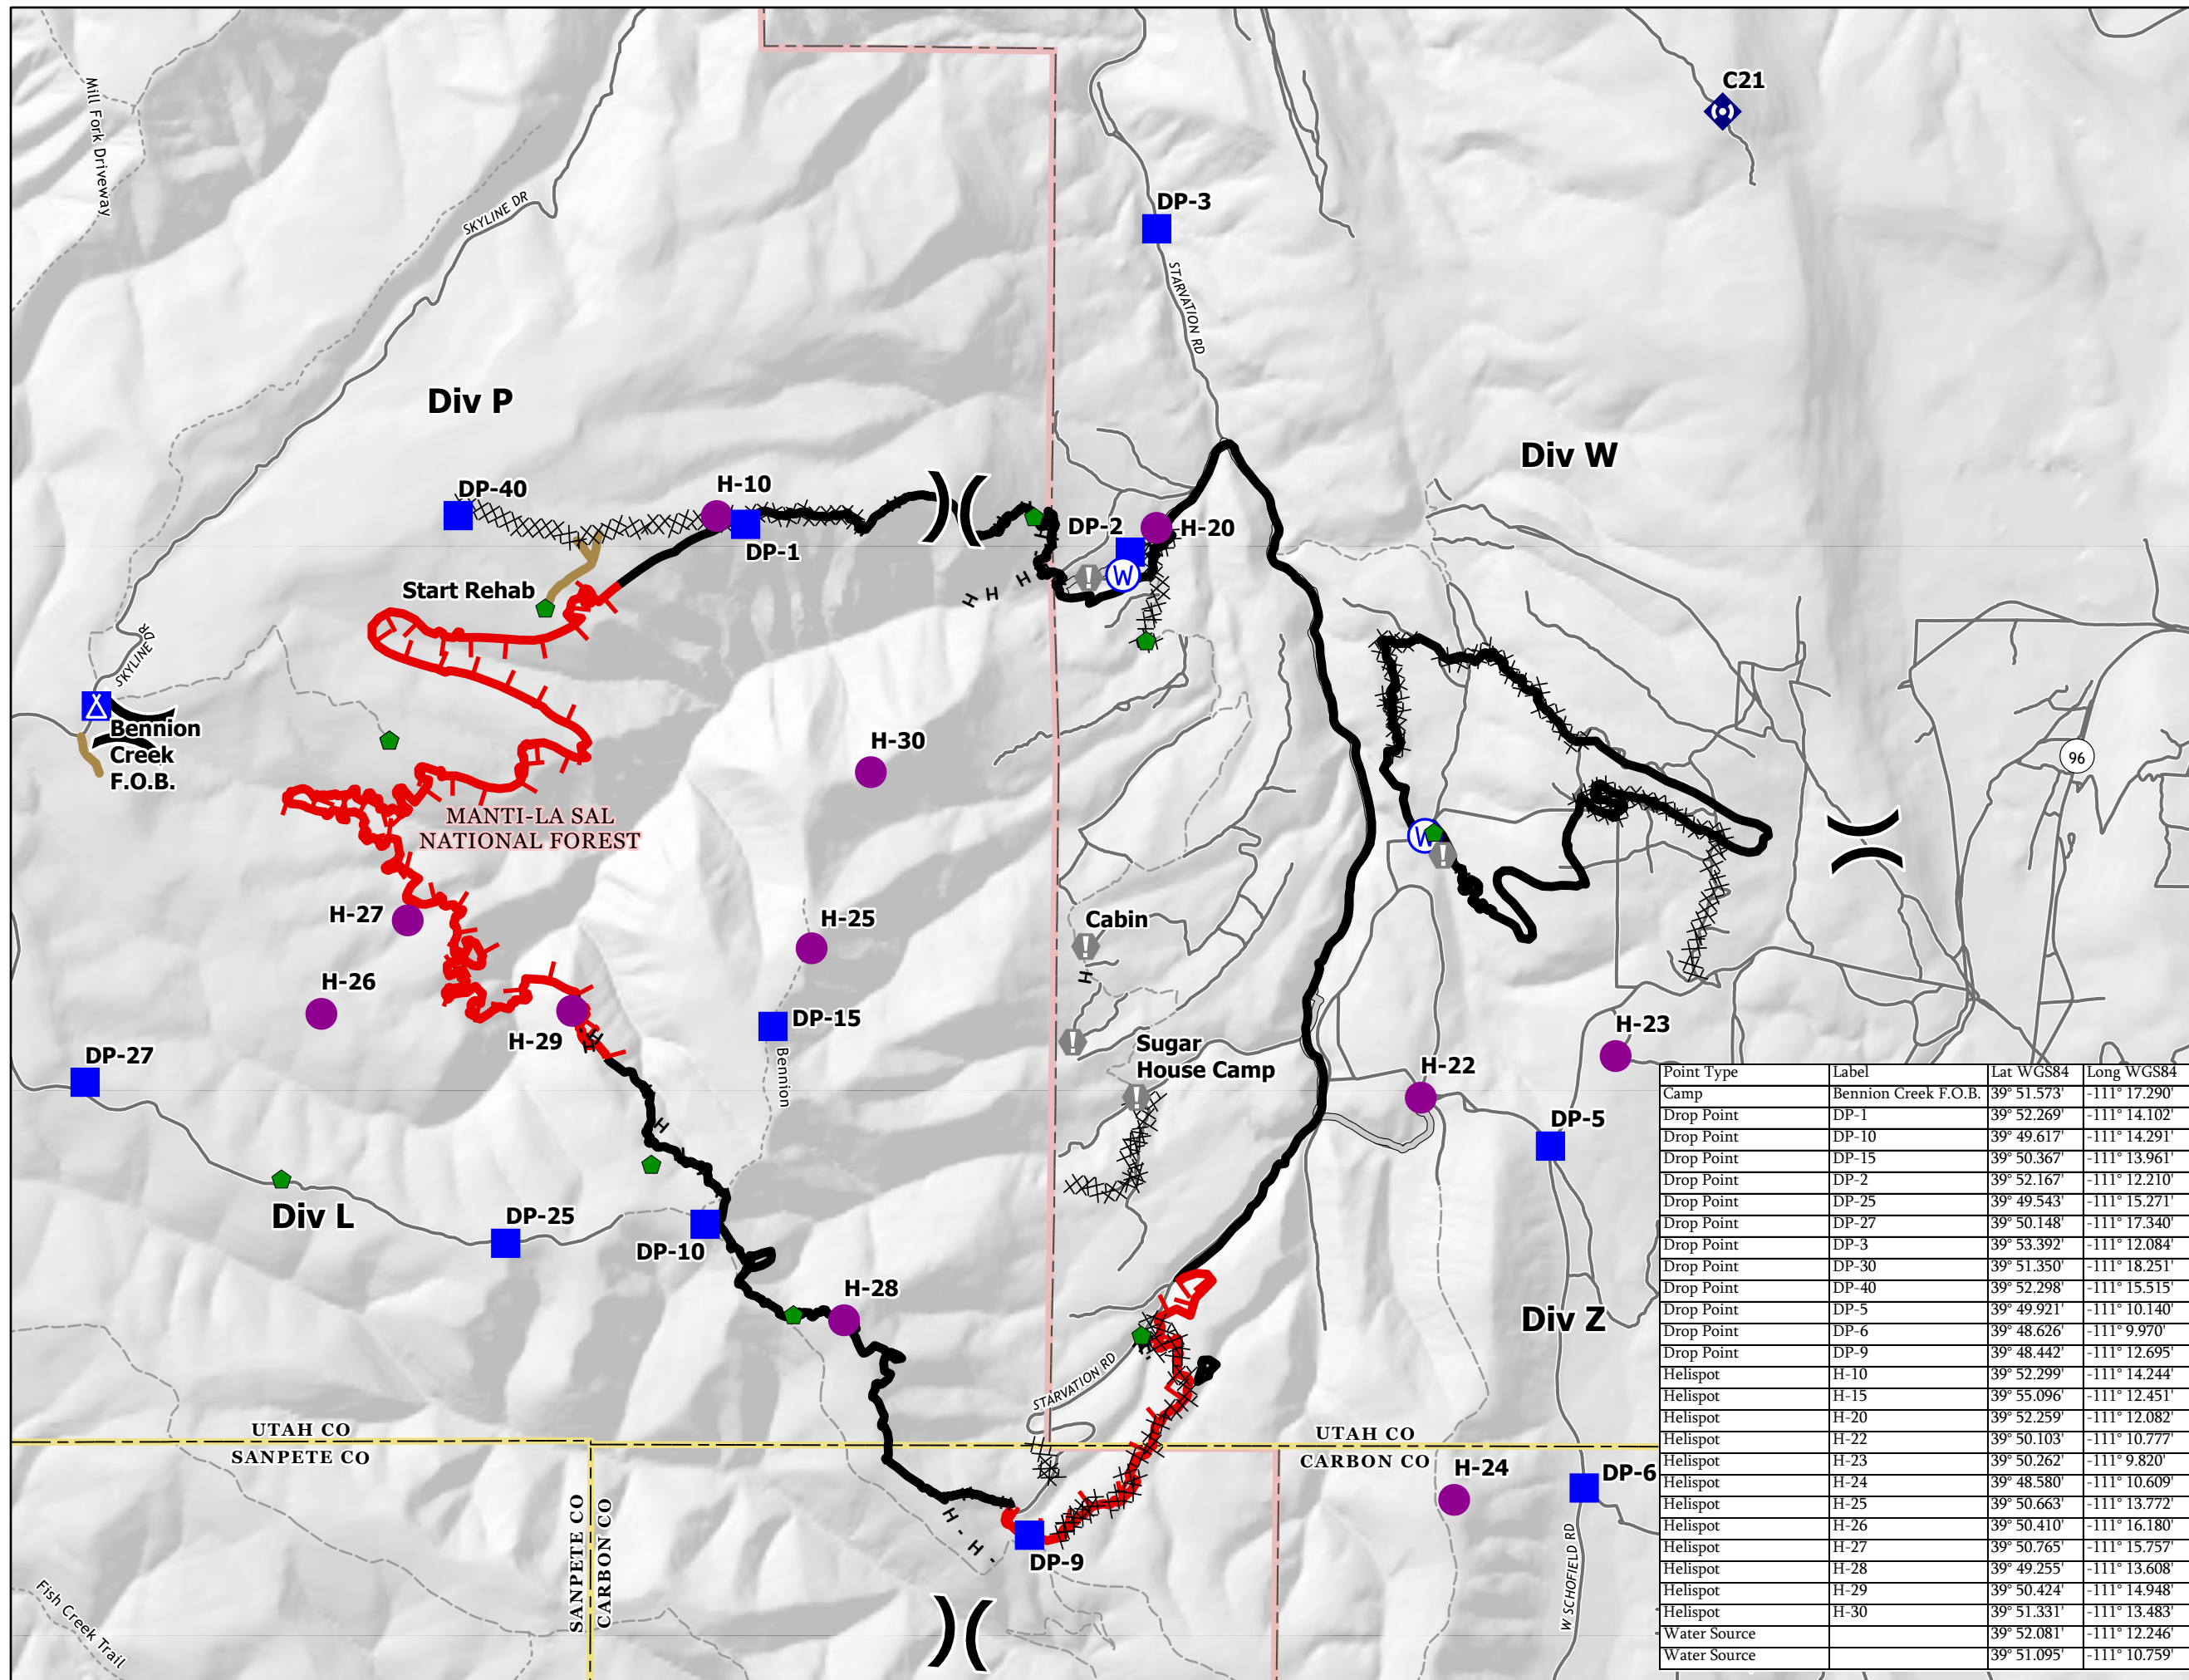 C21
Mill Fork Driveway
SKYLINE DR
DP-3
STARVATION RD
Div P
Div W
DP-40
H-10
DP-1
DP-2
H-20
W
Start Rehab
SKYLINE DR
Bennion
Creek
F.O.B.
H-30
96
MANTI-LA SAL
NATIONAL FOREST
W
H-27
H-25
Cabin
H-26
H-29
DP-15
Bennion
Sugar
House Camp
H-23
H-22
DP-27
DP-5
Div L
DP-25
DP-10
H-28
Div Z
STARVATION RD
UTAH CO
SANPETE CO
UTAH CO
CARBON CO
H-24
DP-6
SANPETE CO
CARBON CO
DP-9
W SCHOFIELD RD
Fish Creek Trail
H H H
H
H
H
H
H - H -
Point Type Label Lat WGS84 Long WGS84
Camp Bennion Creek F.O.B. 39° 51.573' -111° 17.290'
Drop Point DP-1 39° 52.269' -111° 14.102'
Drop Point DP-10 39° 49.617' -111° 14.291'
Drop Point DP-15 39° 50.367' -111° 13.961'
Drop Point DP-2 39° 52.167' -111° 12.210'
Drop Point DP-25 39° 49.543' -111° 15.271'
Drop Point DP-27 39° 50.148' -111° 17.340'
Drop Point DP-3 39° 53.392' -111° 12.084'
Drop Point DP-30 39° 51.350' -111° 18.251'
Drop Point DP-40 39° 52.298' -111° 15.515'
Drop Point DP-5 39° 49.921' -111° 10.140'
Drop Point DP-6 39° 48.626' -111° 9.970'
Drop Point DP-9 39° 48.442' -111° 12.695'
Helispot H-10 39° 52.299' -111° 14.244'
Helispot H-15 39° 55.096' -111° 12.451'
Helispot H-20 39° 52.259' -111° 12.082'
Helispot H-22 39° 50.103' -111° 10.777'
Helispot H-23 39° 50.262' -111° 9.820'
Helispot H-24 39° 48.580' -111° 10.609'
Helispot H-25 39° 50.663' -111° 13.772'
Helispot H-26 39° 50.410' -111° 16.180'
Helispot H-27 39° 50.765' -111° 15.757'
Helispot H-28 39° 49.255' -111° 13.608'
Helispot H-29 39° 50.424' -111° 14.948'
Helispot H-30 39° 51.331' -111° 13.483'
Water Source 39° 52.081' -111° 12.246'
Water Source 39° 51.095' -111° 10.759'